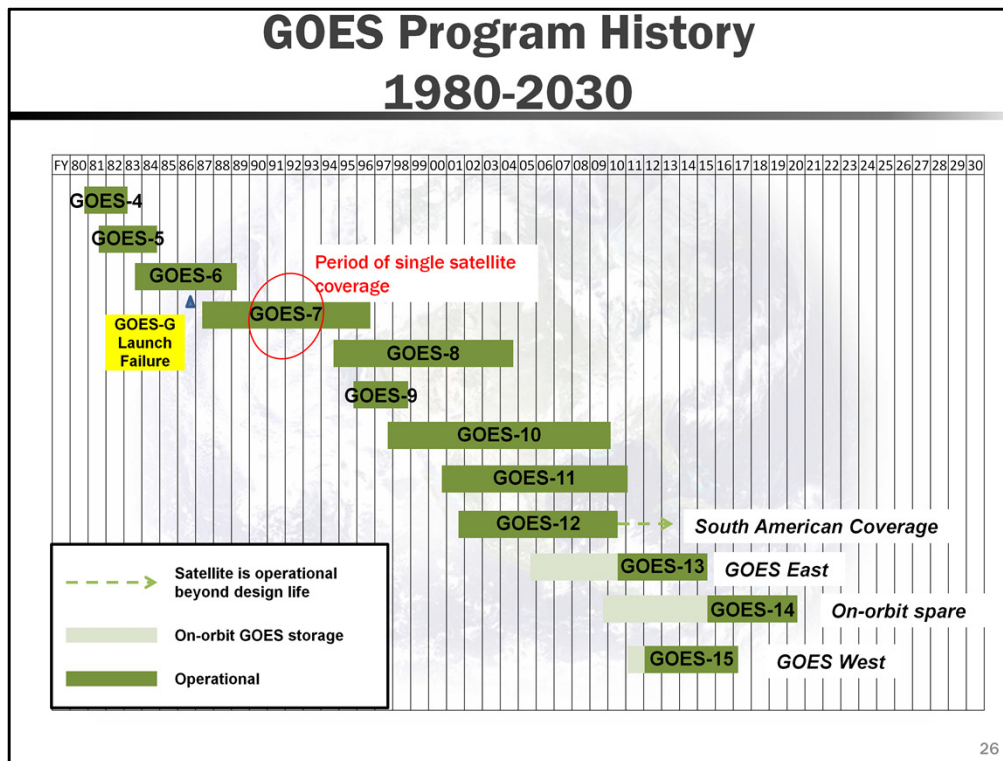 GOES Program History
1980-2030
FY 80 81 82 83 84 85 86 87 88 89 90 91 92 93 94 95 96 97 98 99 00 01 02 03 04 05 06 07 08 09 10 11 12 13 14 15 16 17 18 19 20 21 22 23 24 25 26 27 28 29 30
GOES-4
GOES-5
GOES-6
Period of single satellite
coverage
GOES-7
GOES-G
Launch
Failure
GOES-8
GOES-9
GOES-10
GOES-11
GOES-12
South American Coverage
GOES-13
GOES East
GOES-14
On-orbit spare
GOES-15
GOES West
Satellite is operational
beyond design life
On-orbit GOES storage
Operational
26